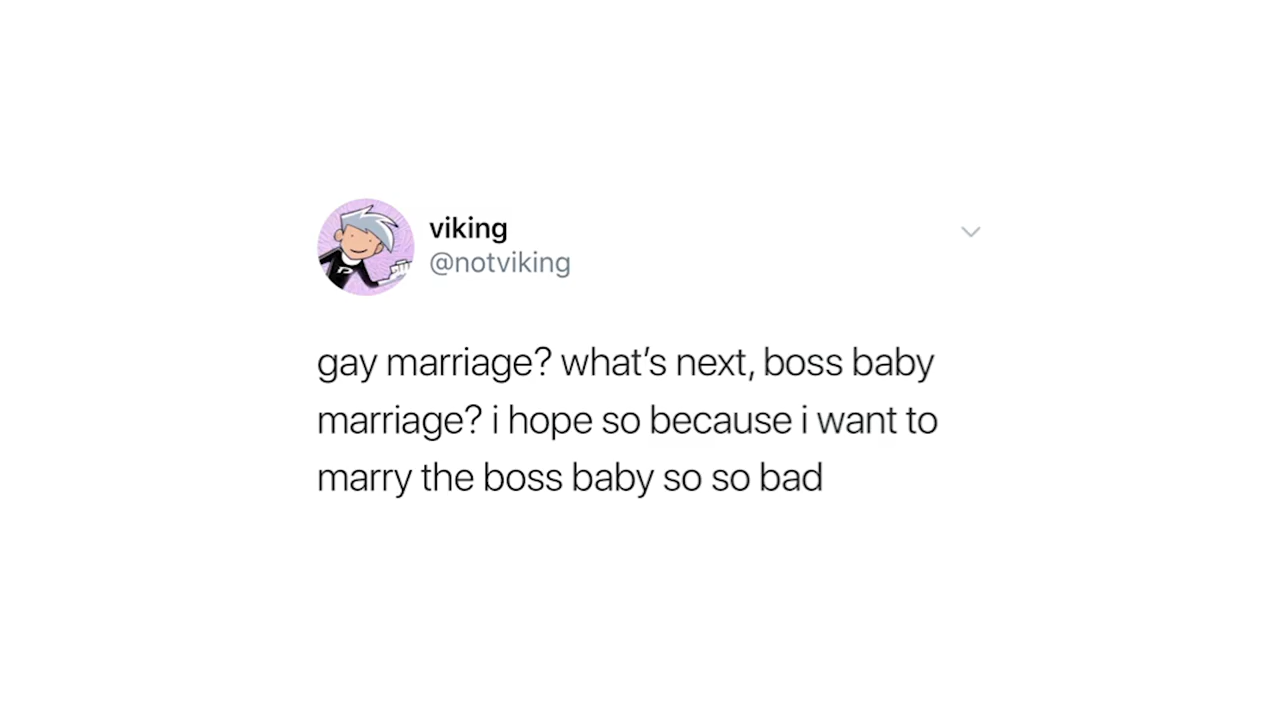 viking
@notviking
gay marriage? what’s next, boss baby
marriage? i hope so because i want to
marry the boss baby so so bad